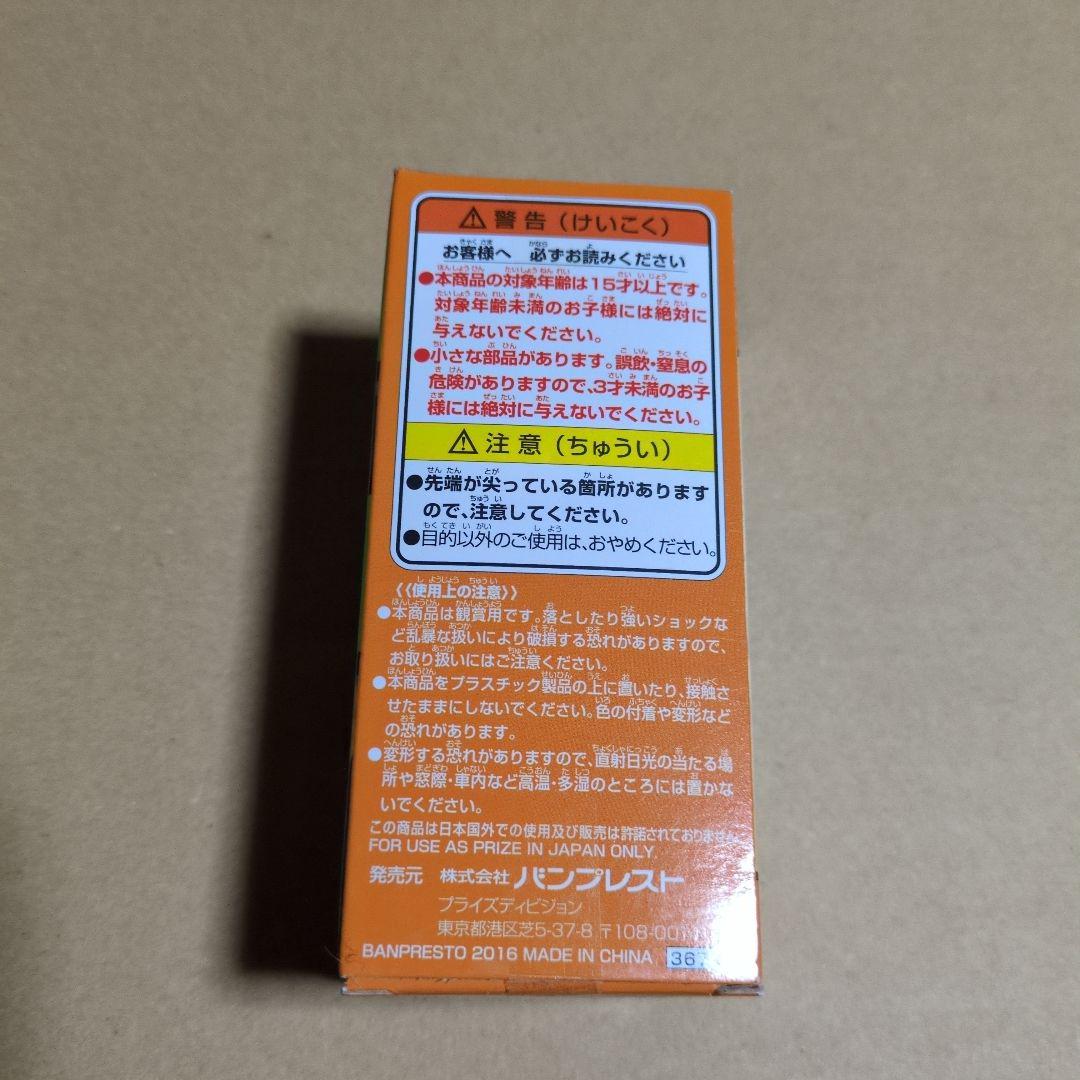 ⚠ 警告（けいこく）
お客様へ 必ずお読みください
●本商品の対象年齢は15才以上です。
対象年齢未満のお子様には絶対に
与えないでください。
●小さな部品があります。誤飲・窒息の
危険がありますので、3才未満のお子
様には絶対に与えないでください。
⚠ 注意（ちゅうい）
●先端が尖っている箇所があります
ので、注意してください。
●目的以外のご使用は、おやめください。
《使用上の注意》
●本商品は観賞用です。落としたり強いショックな
ど乱暴な扱いにより破損する恐れがありますので、
お取り扱いにはご注意ください。
●本商品をプラスチック製品の上に置いたり、接触さ
せたままにしないでください。色の付着や変形など
の恐れがあります。
●変形する恐れがありますので、直射日光の当たる場
所や窓際・車内など高温・多湿のところには置かな
いでください。
この商品は日本国外での使用及び販売は許諾されておりません。
FOR USE AS PRIZE IN JAPAN ONLY.
発売元 株式会社 バンプレスト
プライズディビジョン
東京都港区芝5-37-8
BANPRESTO 2016 MADE IN CHINA